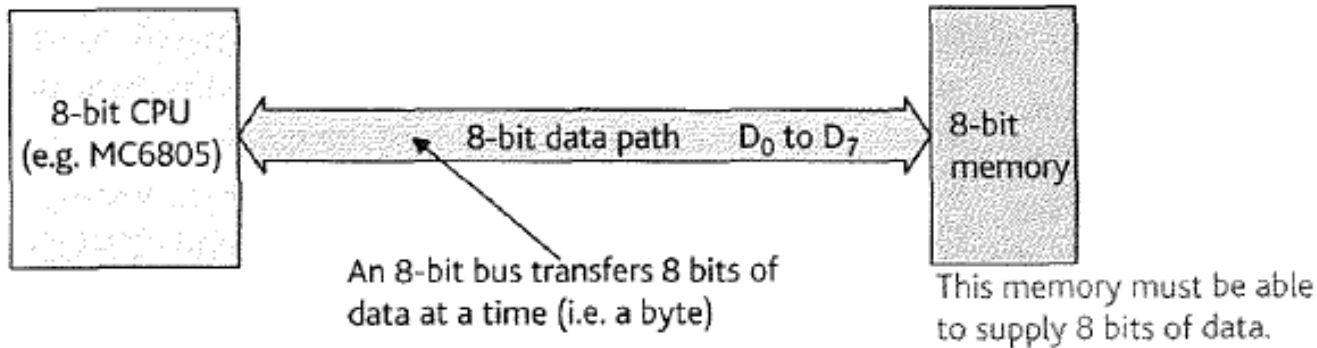 8-bit CPU
(e.g. MC6805)
8-bit data path D₀ to D₇
8-bit
memory
An 8-bit bus transfers 8 bits of
data at a time (i.e. a byte)
This memory must be able
to supply 8 bits of data.